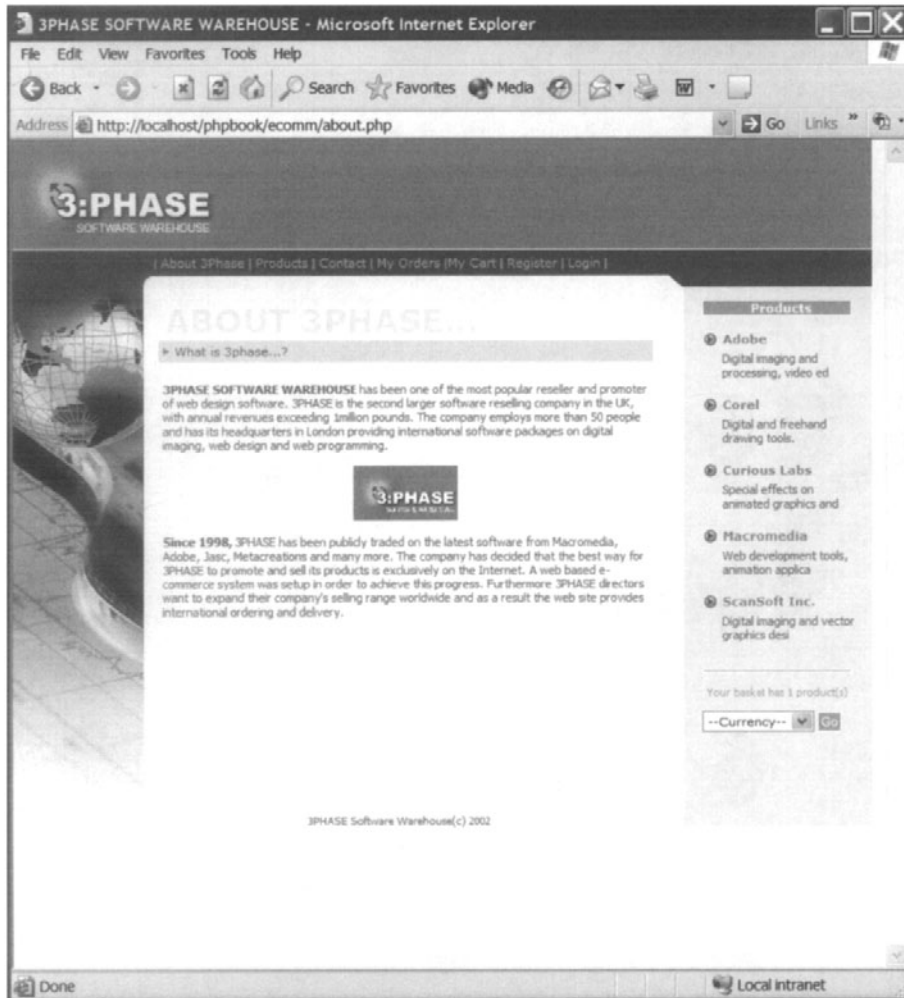 3PHASE SOFTWARE WAREHOUSE - Microsoft Internet Explorer
File Edit View Favorites Tools Help
Back Search Favorites Media
Address http://localhost/phpbook/ecomm/about.php Go Links »
3:PHASE
SOFTWARE WAREHOUSE
| About 3Phase | Products | Contact | My Orders |My Cart | Register | Login |
ABOUT 3PHASE...
What is 3phase...?
3PHASE SOFTWARE WAREHOUSE has been one of the most popular reseller and promoter
of web design software. 3PHASE is the second larger software reselling company in the UK,
with annual revenues exceeding 1million pounds. The company employs more than 50 people
and has its headquarters in London providing international software packages on digital
imaging, web design and web programming.
3:PHASE
Since 1998, 3PHASE has been publicly traded on the latest software from Macromedia,
Adobe, Jasc, Metacreations and many more. The company has decided that the best way for
3PHASE to promote and sell its products is exclusively on the Internet. A web based e-
commerce system was setup in order to achieve this progress. Furthermore 3PHASE directors
want to expand their company's selling range worldwide and as a result the web site provides
international ordering and delivery.
3PHASE Software Warehouse(c) 2002
Products
Adobe
Digital imaging and
processing, video ed
Corel
Digital and freehand
drawing tools.
Curious Labs
Special effects on
animated graphics and
Macromedia
Web development tools,
animation applica
ScanSoft Inc.
Digital imaging and vector
graphics desi
Your basket has 1 product(s)
--Currency-- Go
Done
Local intranet